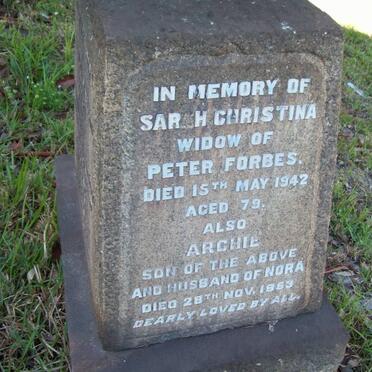 IN MEMORY OF
SAR H CHRISTINA
WIDOW OF
PETER FORBES.
DIED 15TH MAY 1942
AGED 79.
ALSO
ARCHIE
SON OF THE ABOVE
AND HUSBAND OF NORA
DIED 28TH NOV. 1963
DEARLY LOVED BY ALL.